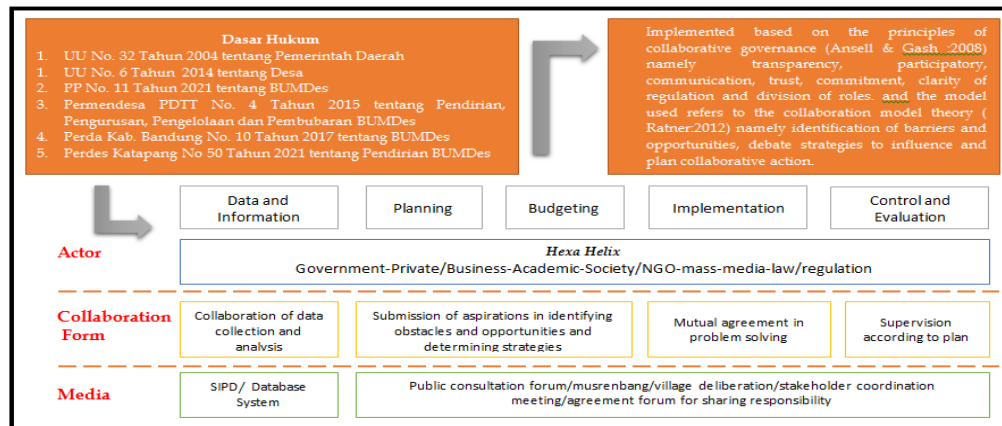 Dasar Hukum
1. UU No. 32 Tahun 2004 tentang Pemerintah Daerah
1. UU No. 6 Tahun 2014 tentang Desa
2. PP No. 11 Tahun 2021 tentang BUMDes
3. Permendesa PDTT No. 4 Tahun 2015 tentang Pendirian,
Pengurusan, Pengelolaan dan Pembubaran BUMDes
4. Perda Kab. Bandung No. 10 Tahun 2017 tentang BUMDes
5. Perdes Katapang No 50 Tahun 2021 tentang Pendirian BUMDes
Implemented based on the principles of
collaborative governance (Ansell & Gash :2008)
namely transparency, participatory,
communication, trust, commitment, clarity of
regulation and division of roles. and the model
used refers to the collaboration model theory (
Ratner:2012) namely identification of barriers and
opportunities, debate strategies to influence and
plan collaborative action.
Data and
Information
Planning
Budgeting
Implementation
Control and
Evaluation
Actor
Hexa Helix
Government-Private/Business-Academic-Society/NGO-mass-media-law/regulation
Collaboration
Form
Collaboration of data
collection and
analysis
Submission of aspirations in identifying
obstacles and opportunities and
determining strategies
Mutual agreement in
problem solving
Supervision
according to plan
Media
SIPD/ Database
System
Public consultation forum/musrenbang/village deliberation/stakeholder coordination
meeting/agreement forum for sharing responsibility